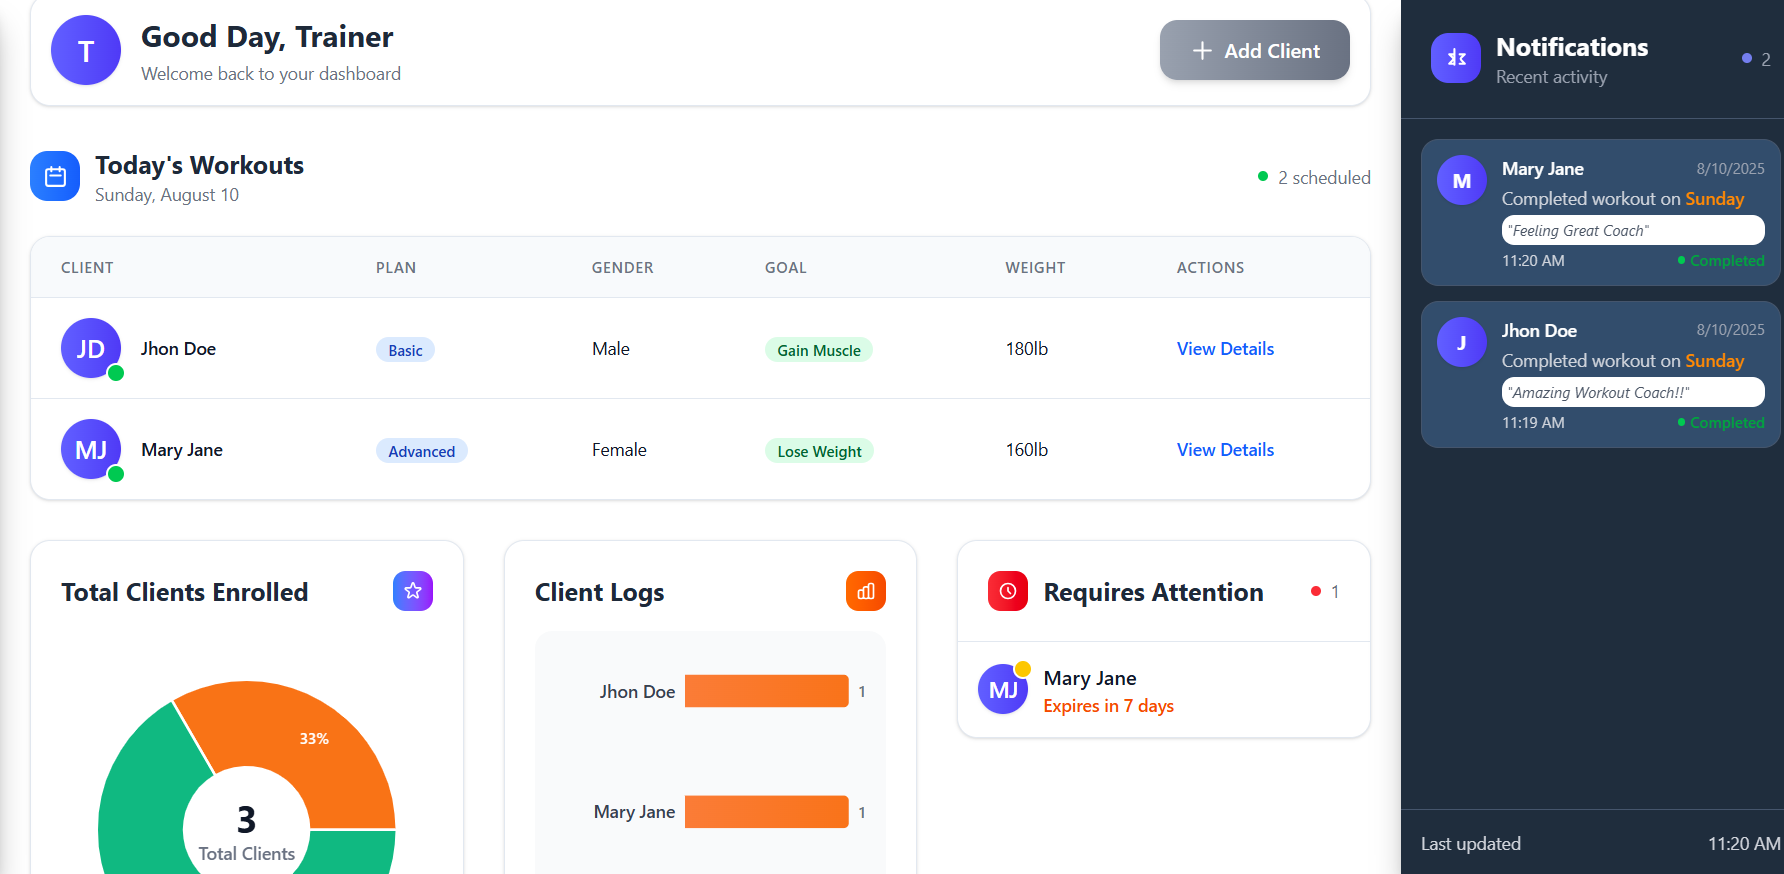 T
Good Day, Trainer
Welcome back to your dashboard
+ Add Client
Today's Workouts
Sunday, August 10
2 scheduled
CLIENT PLAN GENDER GOAL WEIGHT ACTIONS
JD Jhon Doe Basic Male Gain Muscle 180lb View Details
MJ Mary Jane Advanced Female Lose Weight 160lb View Details
Total Clients Enrolled
33%
3
Total Clients
Client Logs
Jhon Doe 1
Mary Jane 1
Requires Attention 1
MJ Mary Jane
Expires in 7 days
Notifications
Recent activity
2
M Mary Jane 8/10/2025
Completed workout on Sunday
"Feeling Great Coach"
11:20 AM Completed
J Jhon Doe 8/10/2025
Completed workout on Sunday
"Amazing Workout Coach!!"
11:19 AM Completed
Last updated 11:20 AM